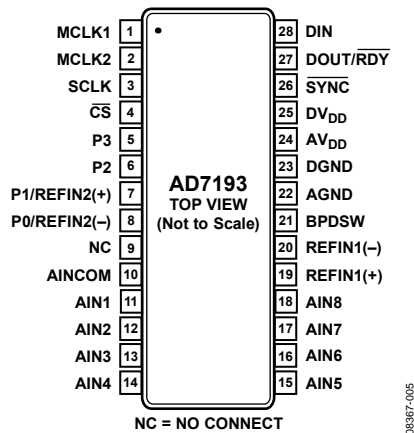 MCLK1 1
MCLK2 2
SCLK 3
C̅S̅ 4
P3 5
P2 6
P1/REFIN2(+) 7
P0/REFIN2(–) 8
NC 9
AINCOM 10
AIN1 11
AIN2 12
AIN3 13
AIN4 14
AD7193
TOP VIEW
(Not to Scale)
28 DIN
27 DOUT/R̅D̅Y̅
26 S̅Y̅N̅C̅
25 DVDD
24 AVDD
23 DGND
22 AGND
21 BPDSW
20 REFIN1(–)
19 REFIN1(+)
18 AIN8
17 AIN7
16 AIN6
15 AIN5
NC = NO CONNECT
08367-005